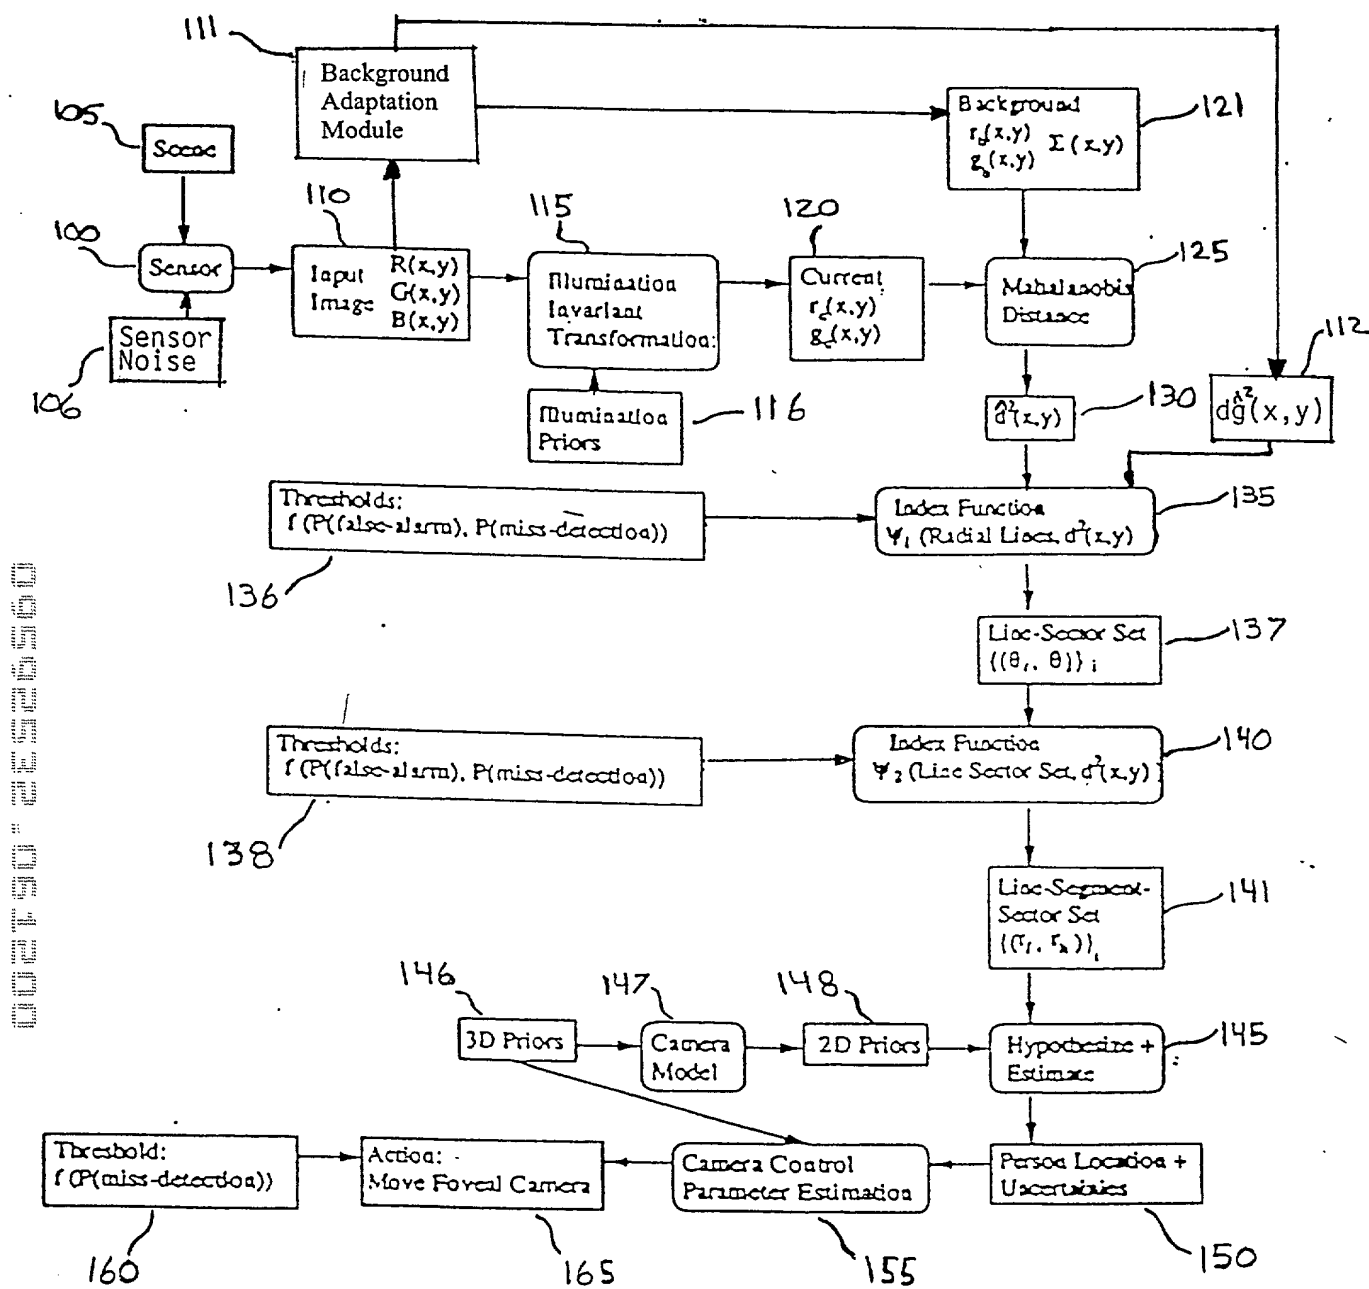 111
Background
Adaptation
Module
105
Scene
Background
r_b(x,y)
g_b(x,y)
Σ(x,y)
121
100
Sensor
110
Input
Image
R(x,y)
G(x,y)
B(x,y)
115
Illumination
Invariant
Transformation:
120
Current
r_c(x,y)
g_c(x,y)
Mahalanobis
Distance
125
112
Sensor
Noise
106
Illumination
Priors
116
d̂²(x,y)
130
dĝ²(x,y)
Thresholds:
f(P(false-alarm), P(miss-detection))
136
Index Function
Ψ₁ (Radial Lines, d²(x,y)
135
Line-Sector Set
137
Thresholds:
f(P(false-alarm), P(miss-detection))
138
Index Function
Ψ₂ (Line Sector Set, d²(x,y)
140
Line-Segment-
Sector Set
141
146
3D Priors
147
Camera
Model
148
2D Priors
Hypothesize +
Estimate
145
Threshold:
f(P(miss-detection))
160
Action:
Move Foveal Camera
165
Camera Control
Parameter Estimation
155
Person Location +
Uncertainties
150
09592532.061200